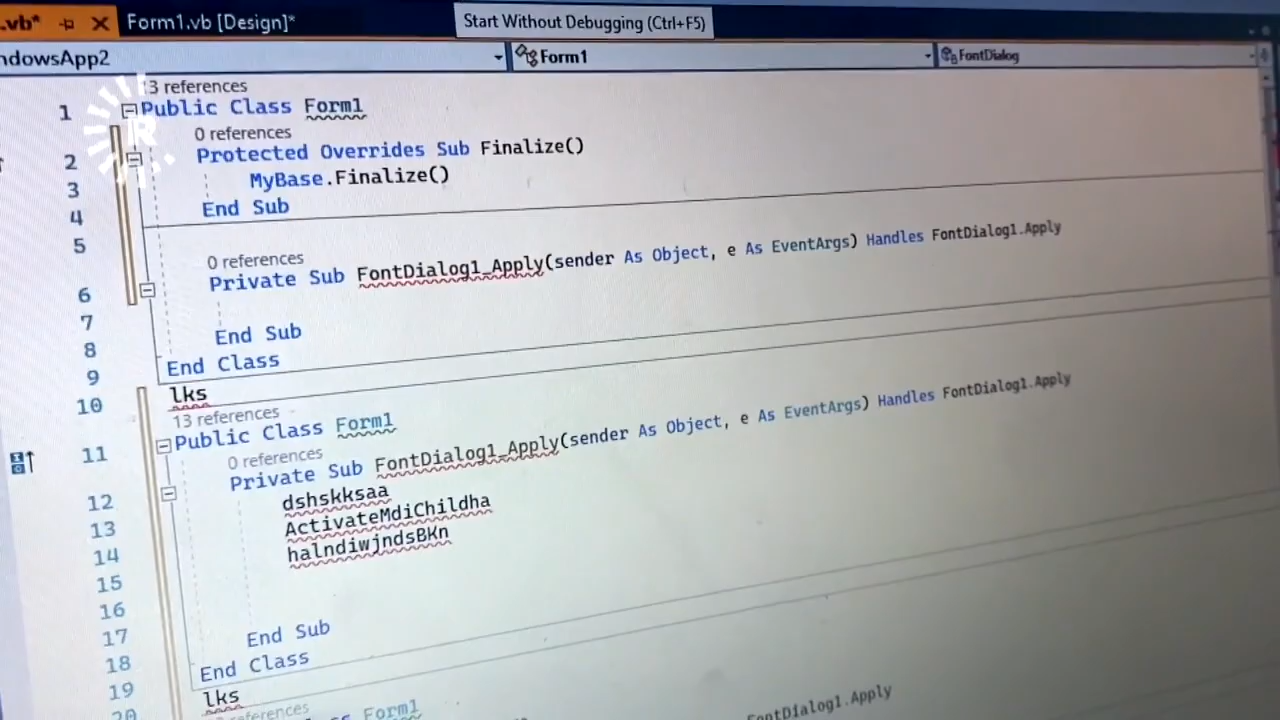 .vb*
Form1.vb [Design]*
Start Without Debugging (Ctrl+F5)
ndowsApp2
Form1
FontDialog
3 references
1 Public Class Form1
0 references
2 Protected Overrides Sub Finalize()
3 MyBase.Finalize()
4 End Sub
5
0 references
6 Private Sub FontDialog1_Apply(sender As Object, e As EventArgs) Handles FontDialog1.Apply
7
8 End Sub
9 End Class
10 lks
13 references
11 Public Class Form1
0 references
12 Private Sub FontDialog1_Apply(sender As Object, e As EventArgs) Handles FontDialog1.Apply
13 dshskksaa
14 ActivateMdiChildha
15 halndiwjndsBKn
16
17
18 End Sub
19 End Class
20 lks
references
Form1
FontDialog1.Apply
R